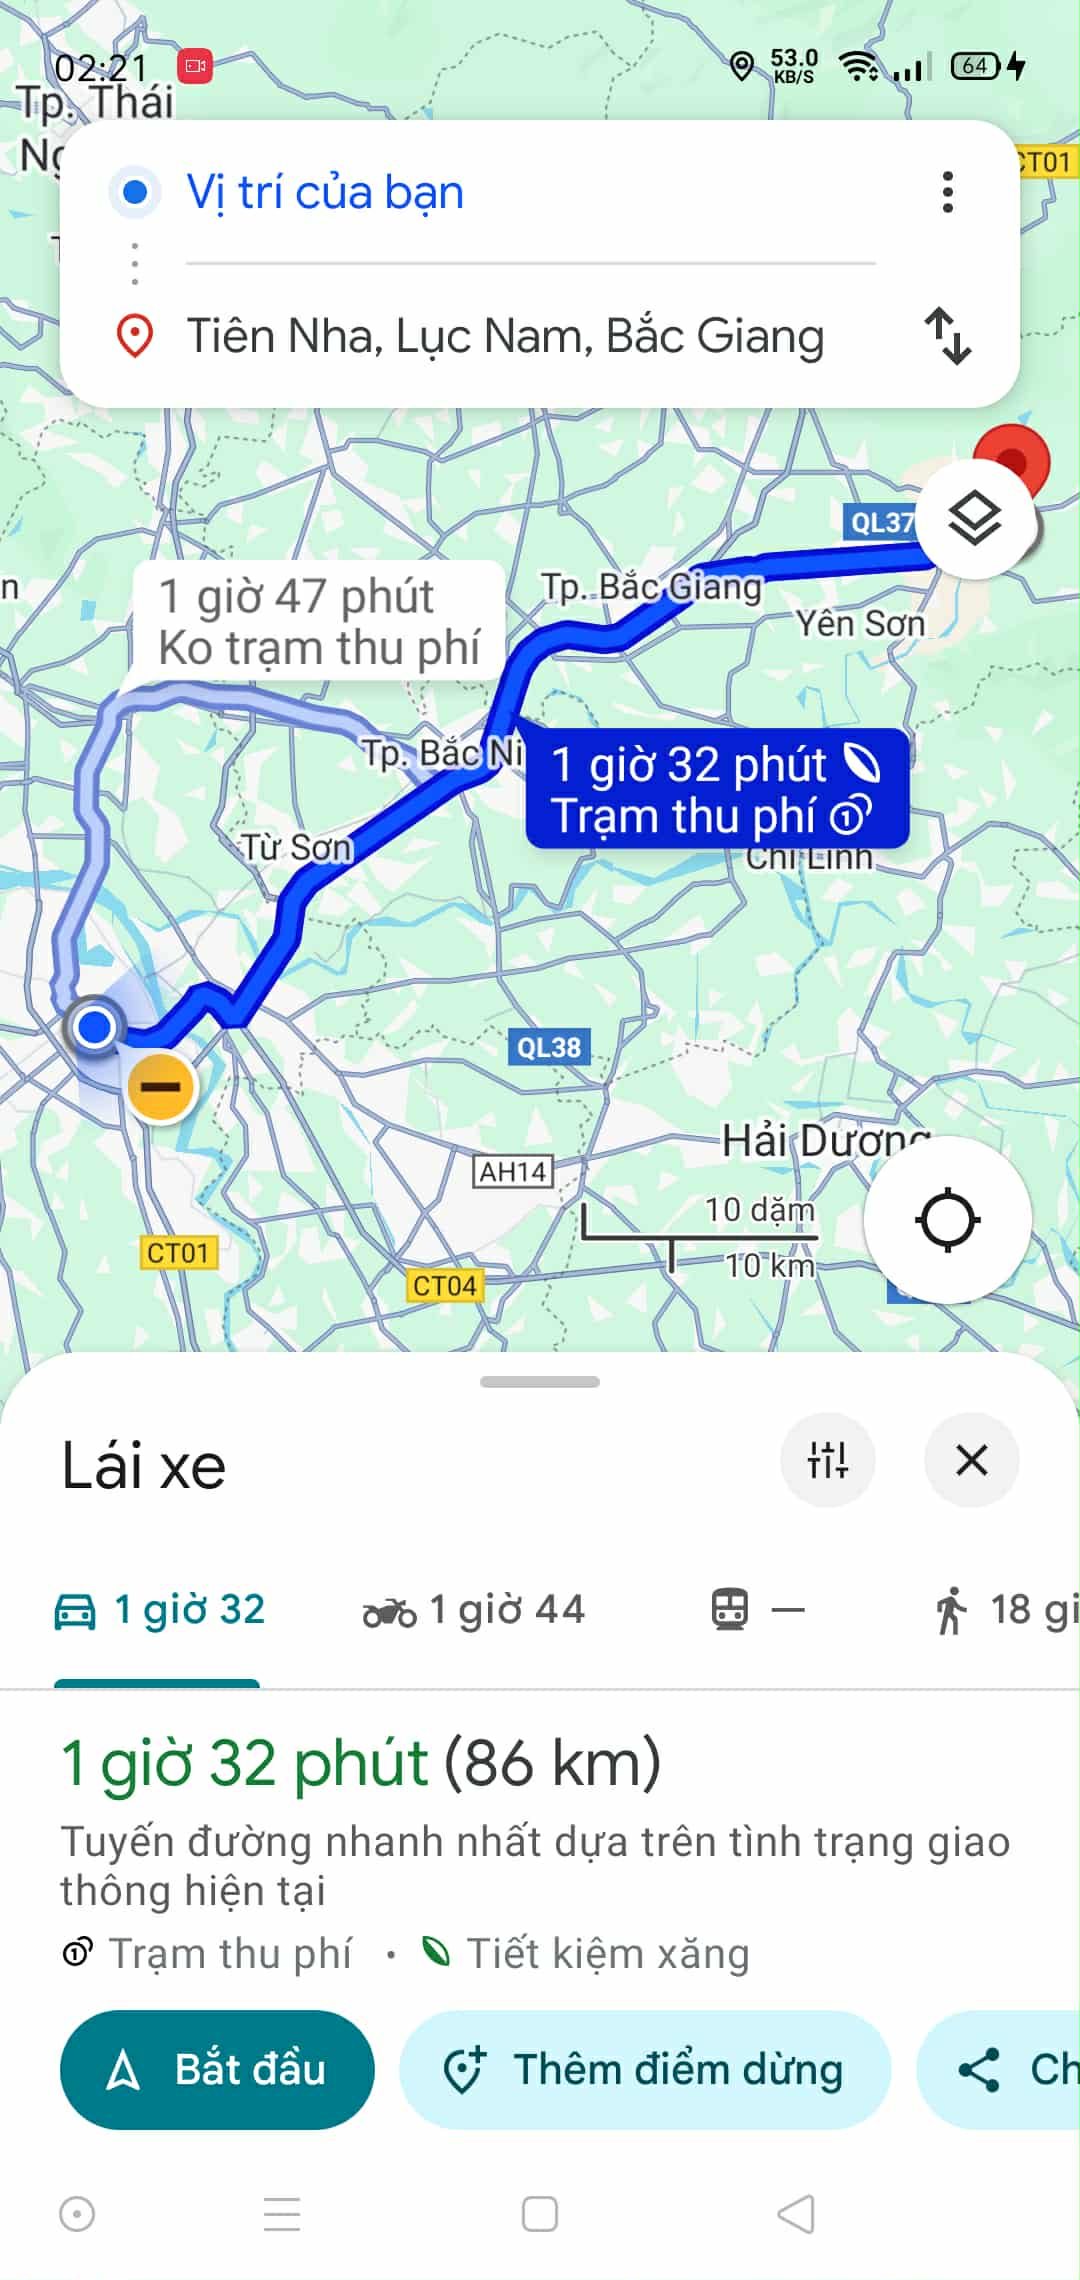 02:21
53.0
KB/S
64
Tp. Thái
CT01
Vị trí của bạn
Tiên Nha, Lục Nam, Bắc Giang
QL37
1 giờ 47 phút
Ko trạm thu phí
Tp. Bắc Giang
Yên Sơn
Tp. Bắc Ni
1 giờ 32 phút
Trạm thu phí
Từ Sơn
Chí Linh
QL38
Hải Dương
AH14
10 dặm
10 km
CT01
CT04
Lái xe
1 giờ 32
1 giờ 44
—
18 gi
1 giờ 32 phút (86 km)
Tuyến đường nhanh nhất dựa trên tình trạng giao
thông hiện tại
Trạm thu phí · Tiết kiệm xăng
Bắt đầu
Thêm điểm dừng
Ch